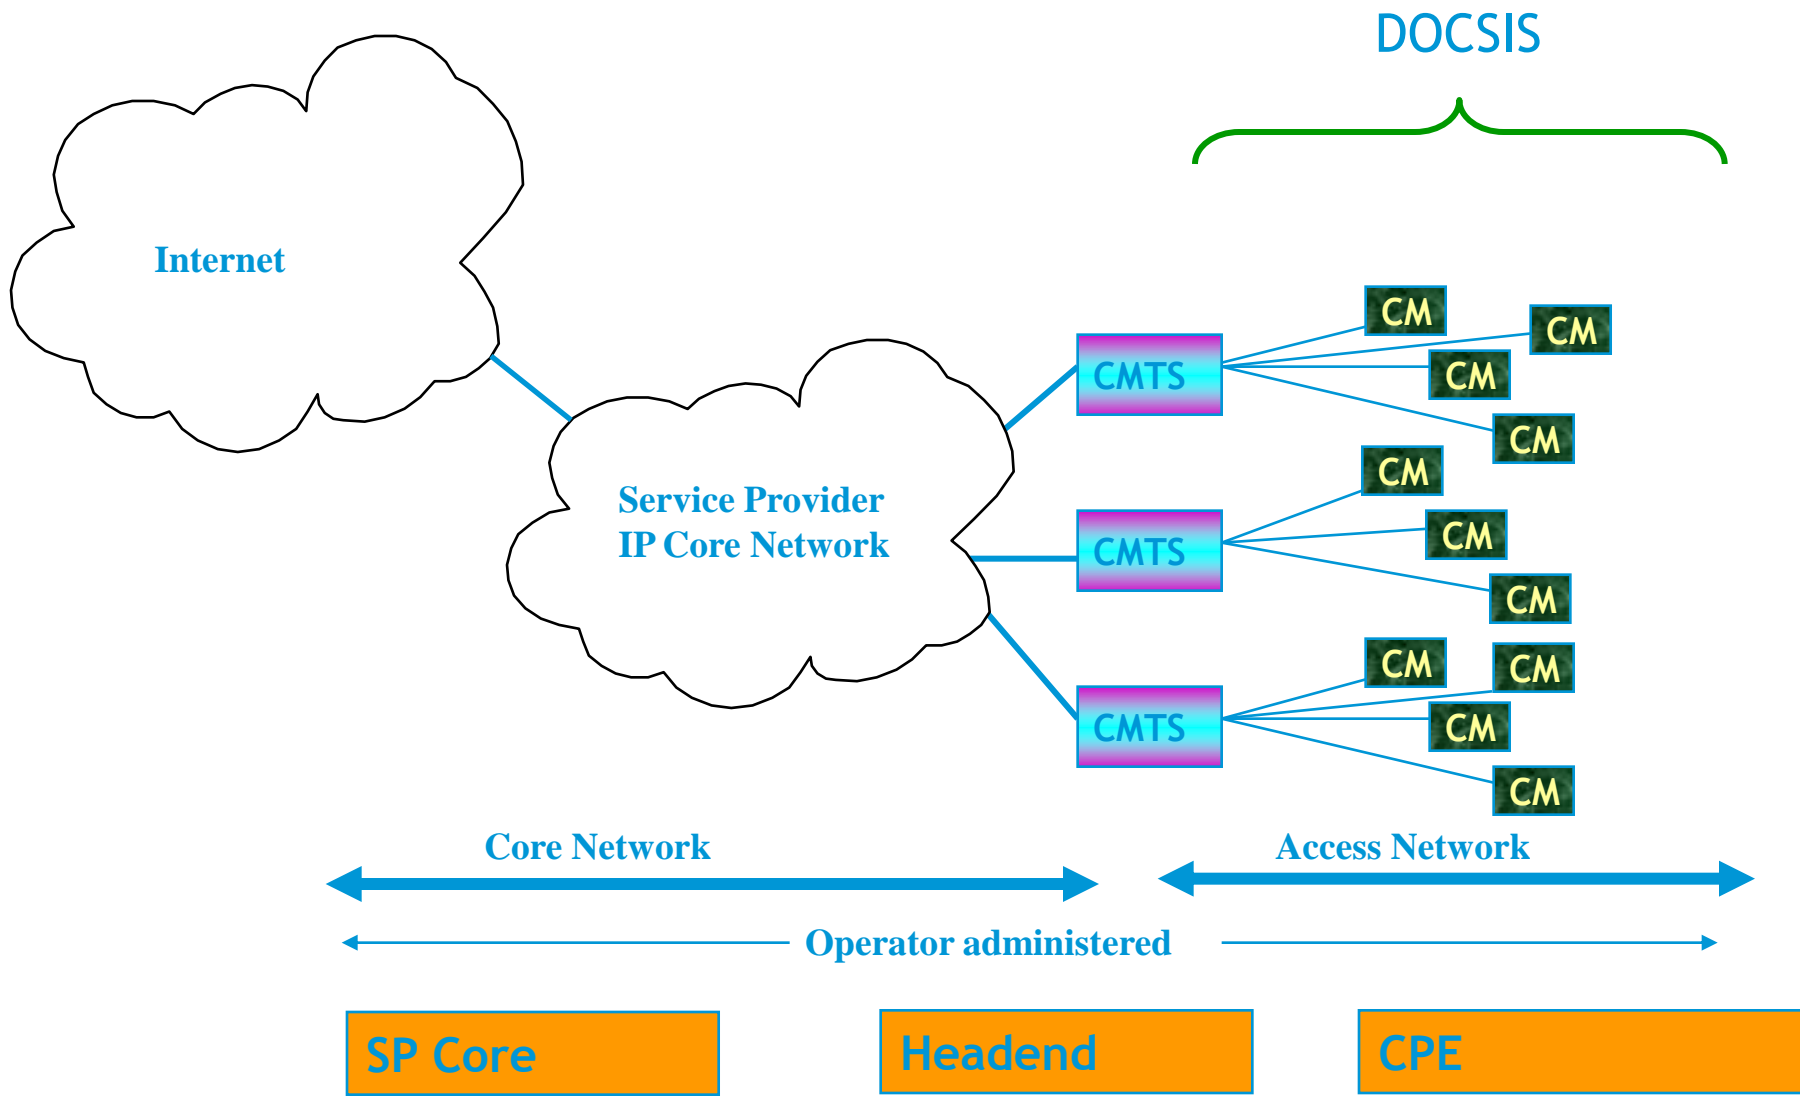 DOCSIS
Internet
Service Provider
IP Core Network
CMTS
CM
CM
CM
CM
CMTS
CM
CM
CM
CMTS
CM
CM
CM
CM
Core Network
Access Network
Operator administered
SP Core
Headend
CPE